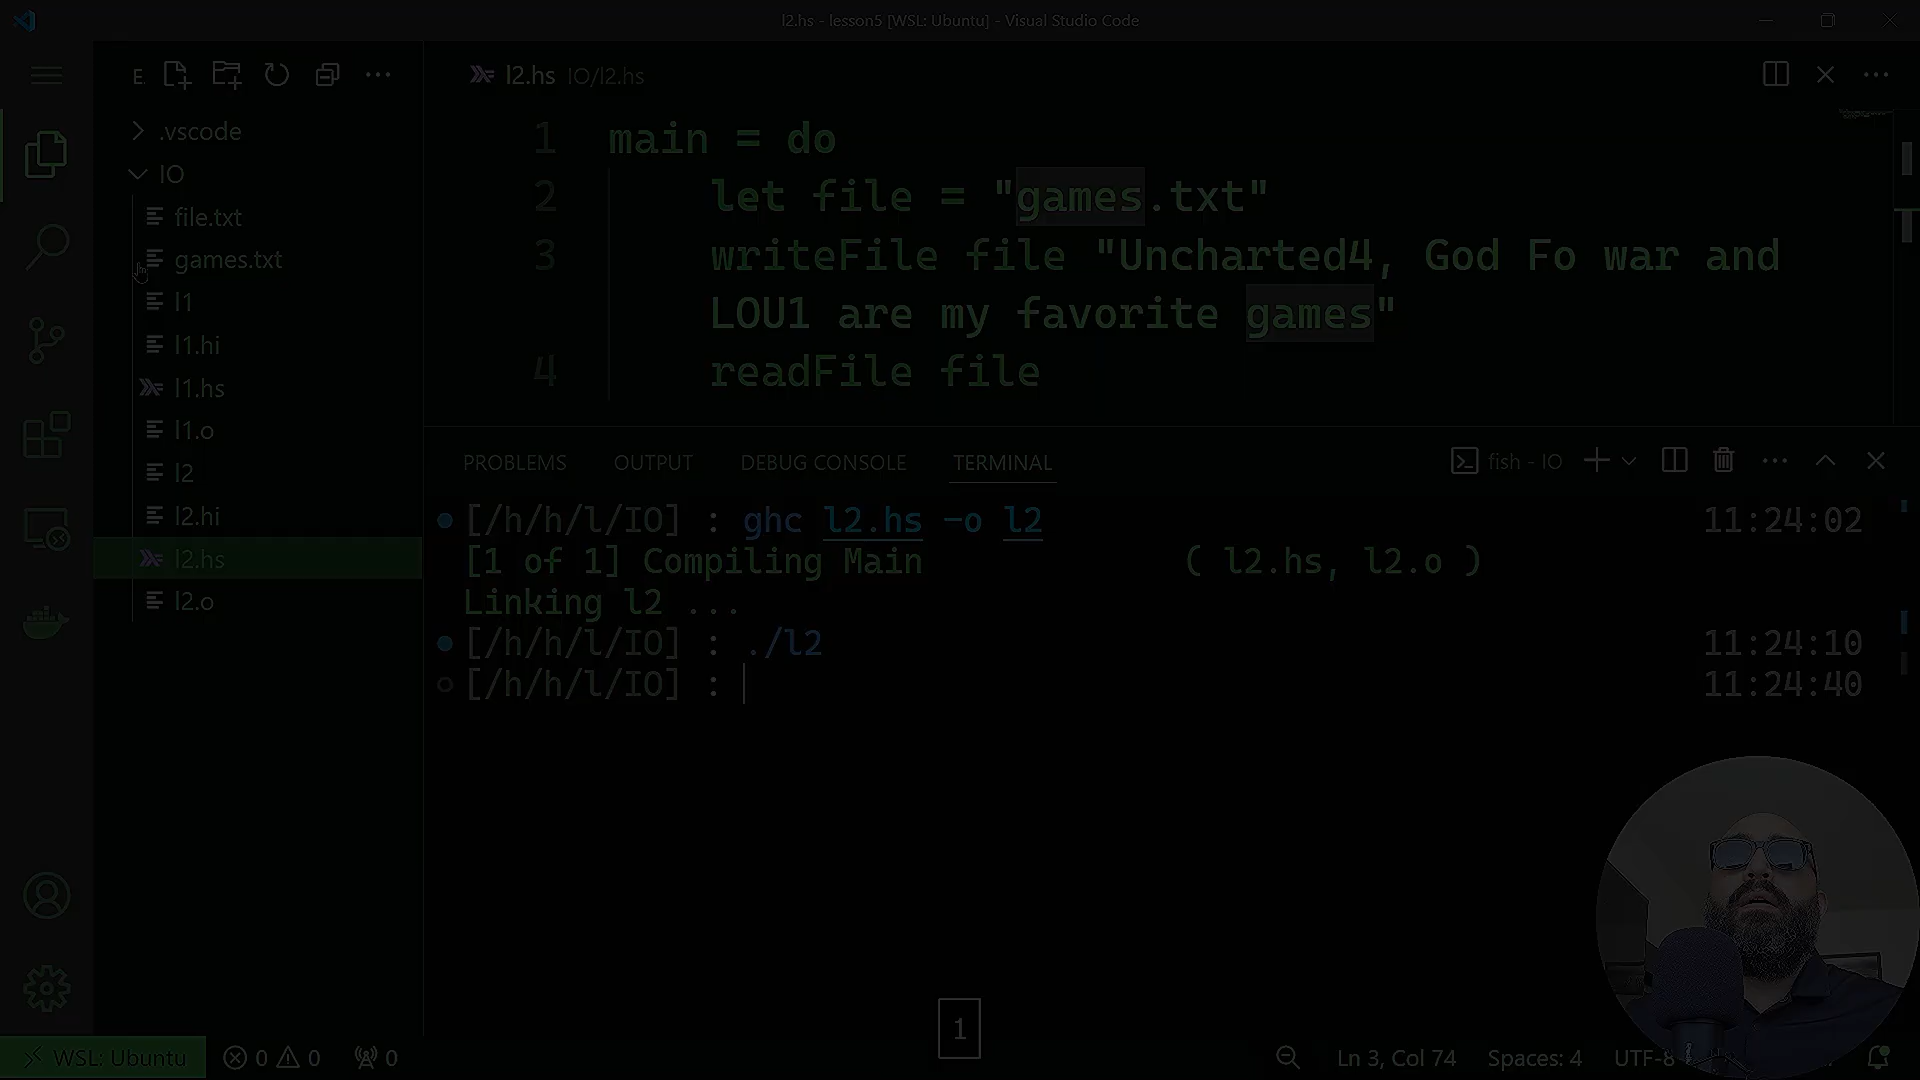 l2.hs - lesson5 [WSL: Ubuntu] - Visual Studio Code
E.
l2.hs IO/l2.hs
.vscode
IO
file.txt
games.txt
l1
l1.hi
l1.hs
l1.o
l2
l2.hi
l2.hs
l2.o
1 main = do
2 let file = "games.txt"
3 writeFile file "Uncharted4, God Fo war and
LOU1 are my favorite games"
4 readFile file
PROBLEMS OUTPUT DEBUG CONSOLE TERMINAL fish - IO
[/h/h/l/IO] : ghc l2.hs -o l2 11:24:02
[1 of 1] Compiling Main ( l2.hs, l2.o )
Linking l2 ...
[/h/h/l/IO] : ./l2 11:24:10
[/h/h/l/IO] : 11:24:40
1
WSL: Ubuntu 0 0 0 Ln 3, Col 74 Spaces: 4 UTF-8